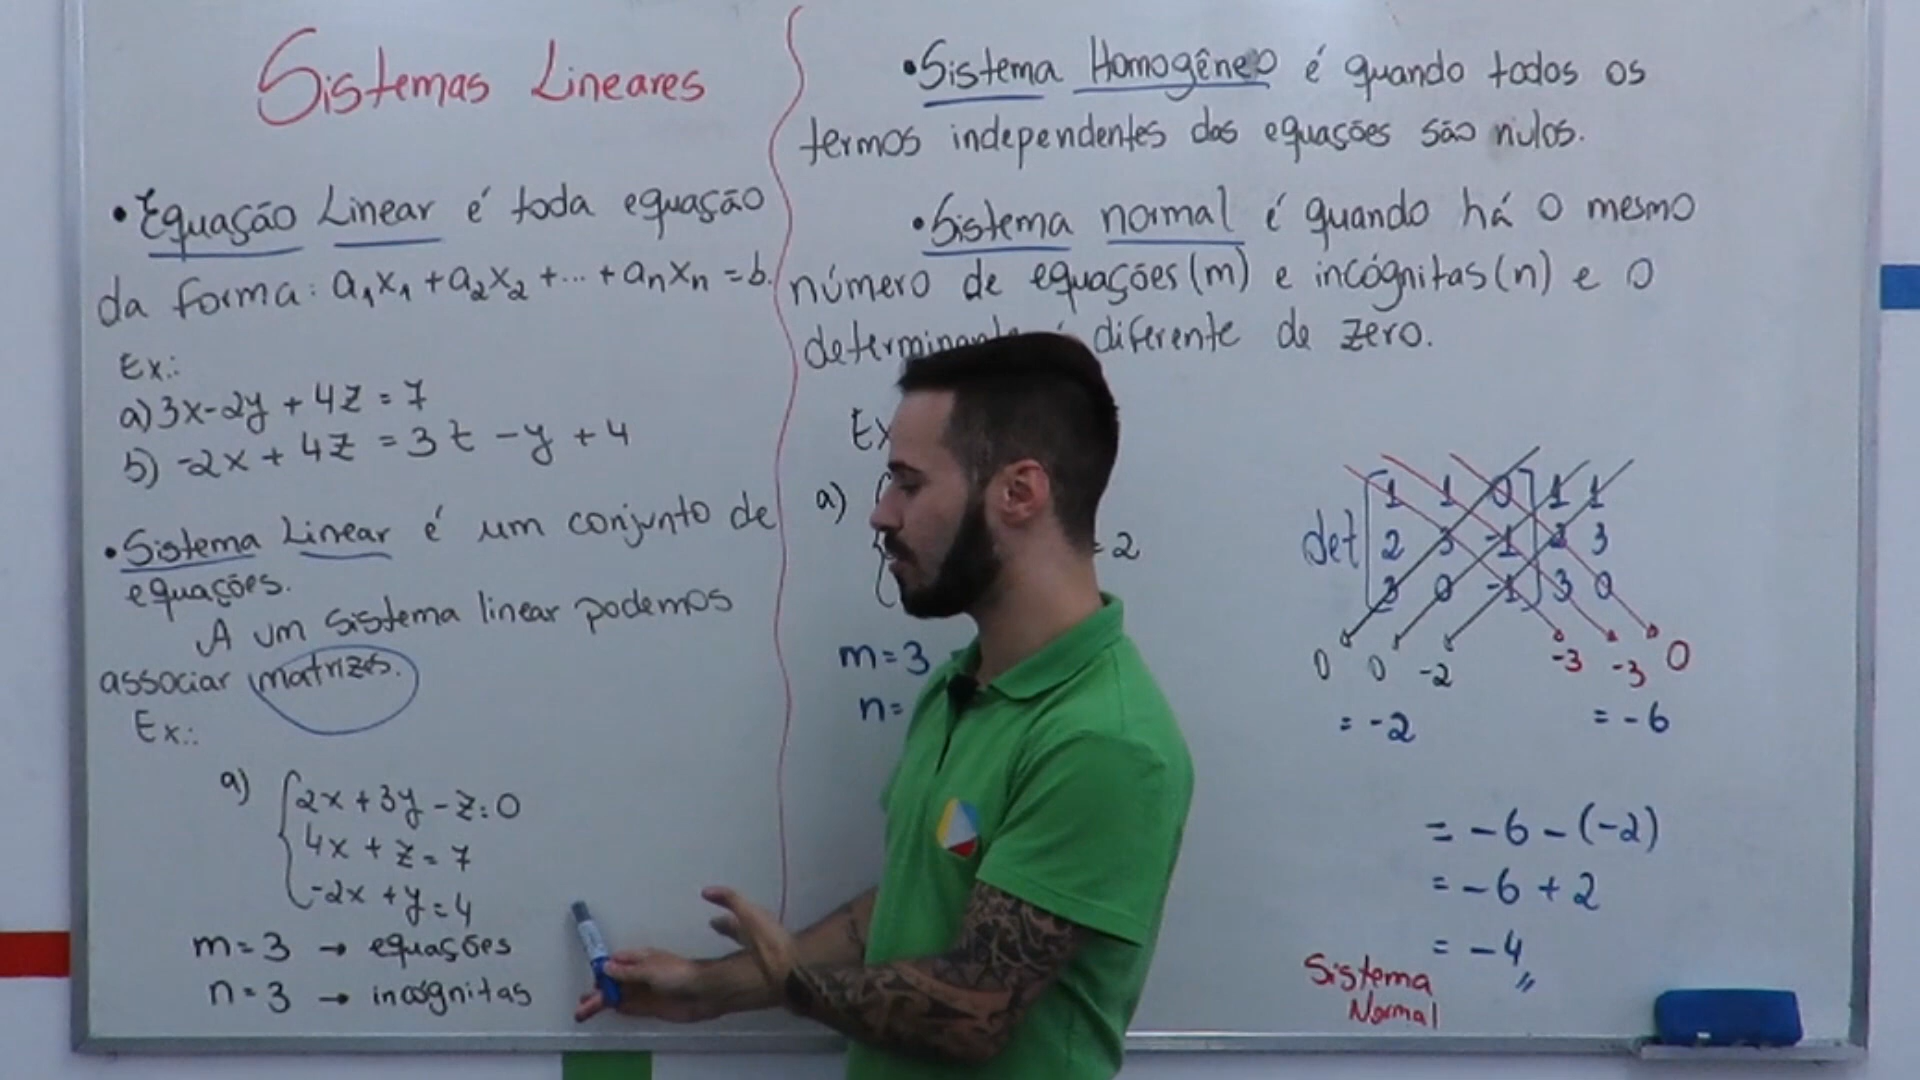 Sistemas Lineares
• Equação Linear é toda equação
da forma: a₁x₁ + a₂x₂ + ... + aₙxₙ = b.
Ex.:
a) 3x - 2y + 4z = 7
b) -2x + 4z = 3t - y + 4
• Sistema Linear é um conjunto de
equações.
A um sistema linear podemos
associar matrizes.
Ex.:
a) 2x + 3y - z = 0
4x + z = 7
-2x + y = 4
m = 3 → equações
n = 3 → incógnitas
• Sistema Homogêneo é quando todos os
termos independentes das equações são nulos.
• Sistema normal é quando há o mesmo
número de equações (m) e incógnitas (n) e o
diferente de zero.
Ex
a)
= 2
m = 3
n =
1 1 0 1 1
det 2 3 -1 2 3
3 0 -1 3 0
0 0 -2 -3 -3 0
= -2 = -6
= -6 - (-2)
= -6 + 2
= -4
Sistema
Normal